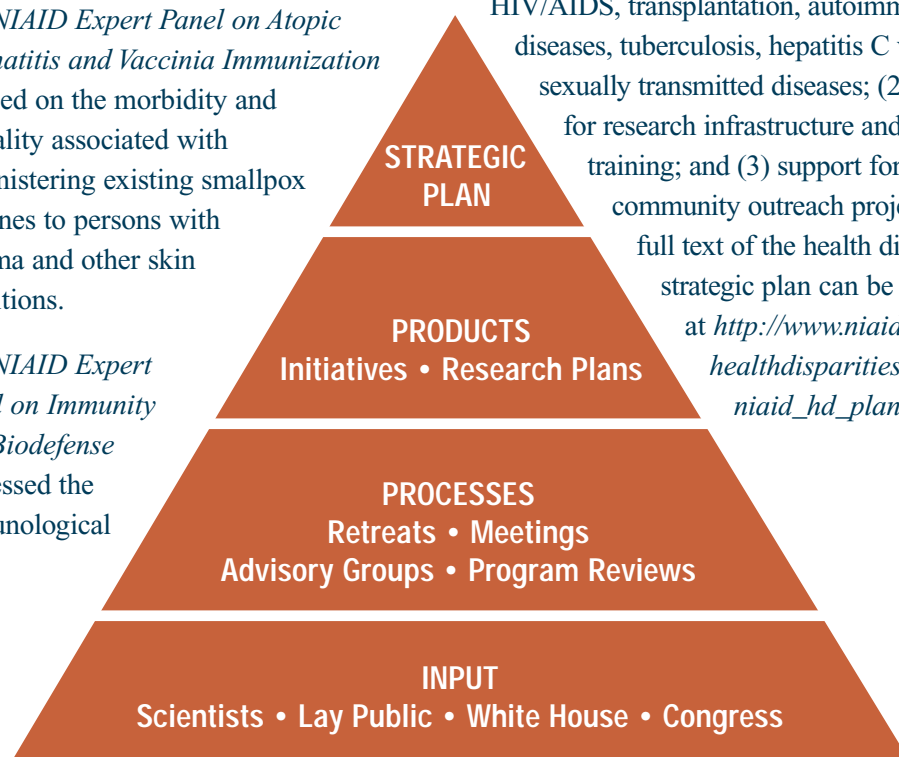 NIAID Expert Panel on Atopic
natitis and Vaccinia Immunization
ed on the morbidity and
ality associated with
nistering existing smallpox
nes to persons with
ma and other skin
tions.
NIAID Expert
l on Immunity
Biodefense
essed the
unological
HIV/AIDS, transplantation, autoimm
diseases, tuberculosis, hepatitis C
sexually transmitted diseases; (2
for research infrastructure and
training; and (3) support for
community outreach proje
full text of the health di
strategic plan can be
at http://www.niaid
healthdisparities
niaid_hd_plan
STRATEGIC
PLAN
PRODUCTS
Initiatives • Research Plans
PROCESSES
Retreats • Meetings
Advisory Groups • Program Reviews
INPUT
Scientists • Lay Public • White House • Congress